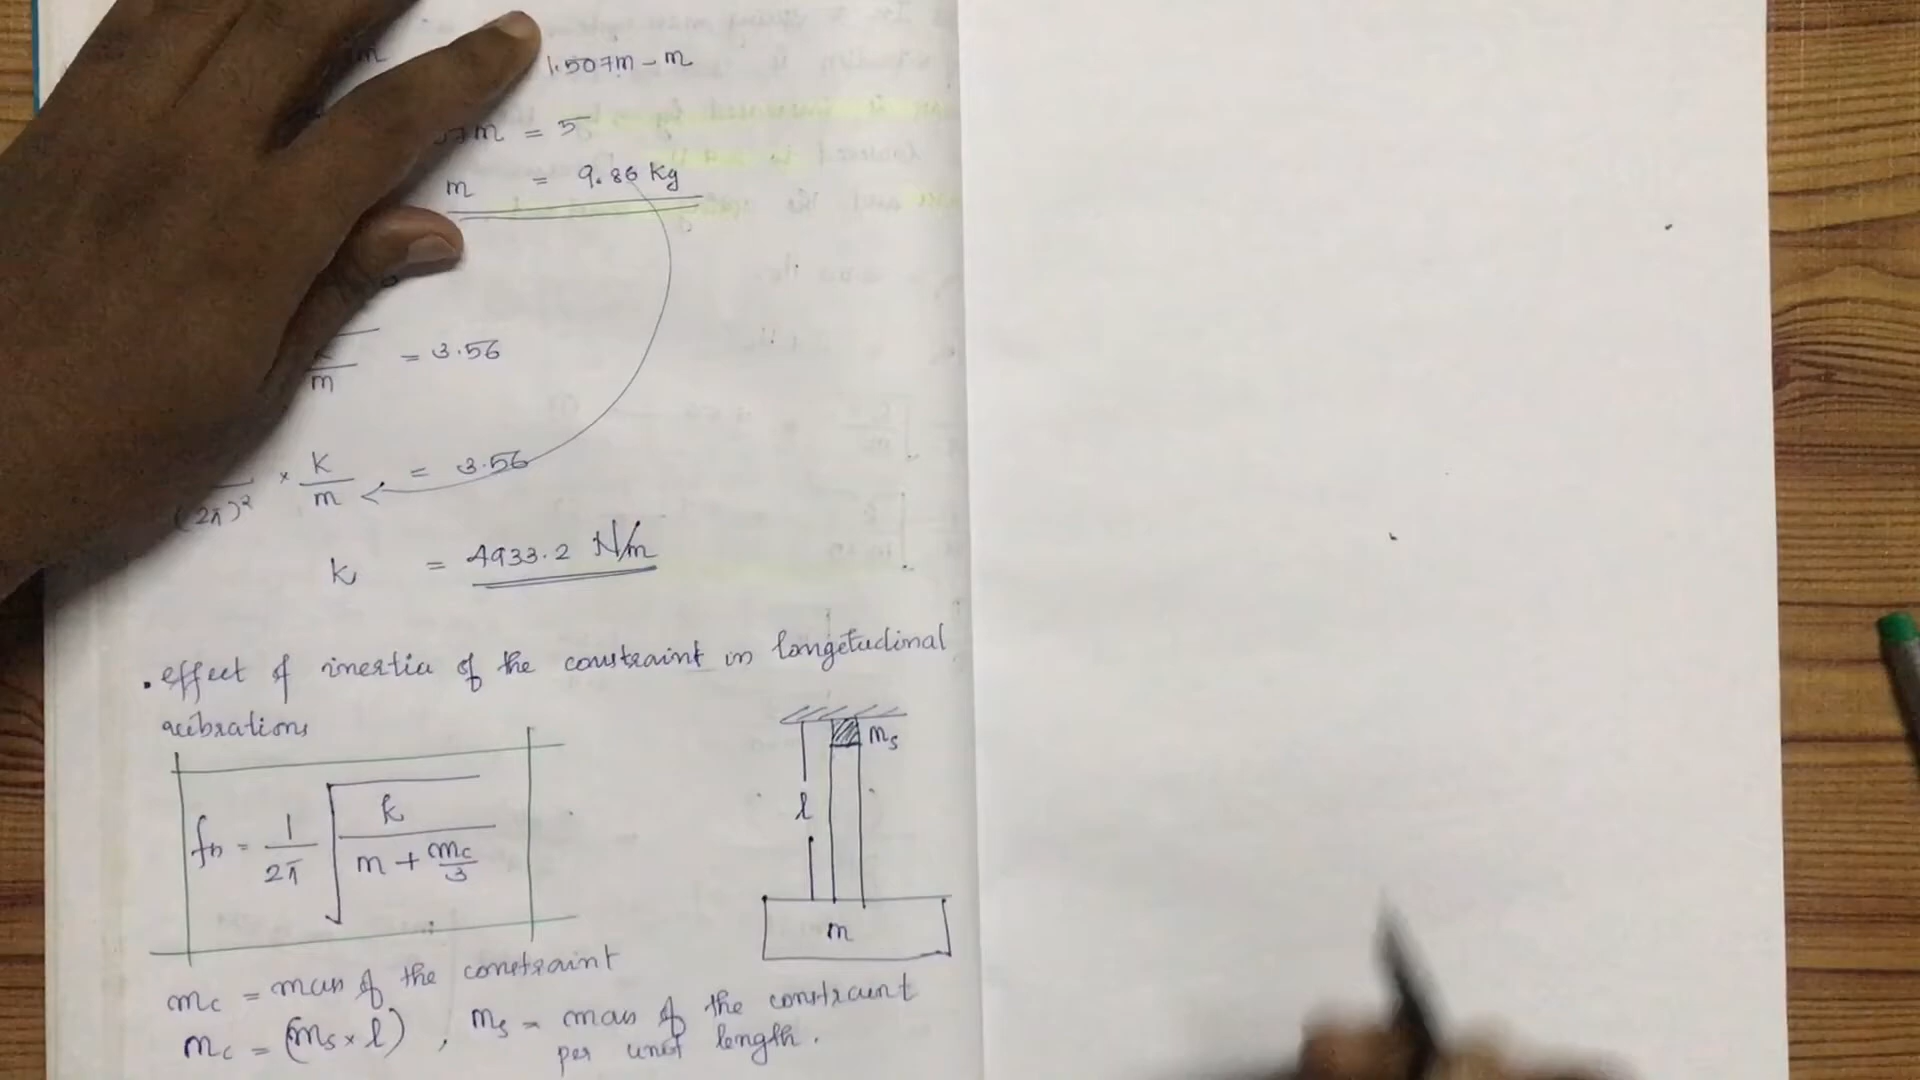 1.507m - m
7m = 5
m = 9.86 kg
m = 3.56
(2π)² × k/m = 3.56
k = 4933.2 N/m
. effect of inertia of the constraint in longetudinal
vibrations
fn = 1/2π √(k/(m + mc/3))
ms
l
m
mc = mass of the constraint
mc = (ms × l) , ms = mass of the constraint
per unit length.